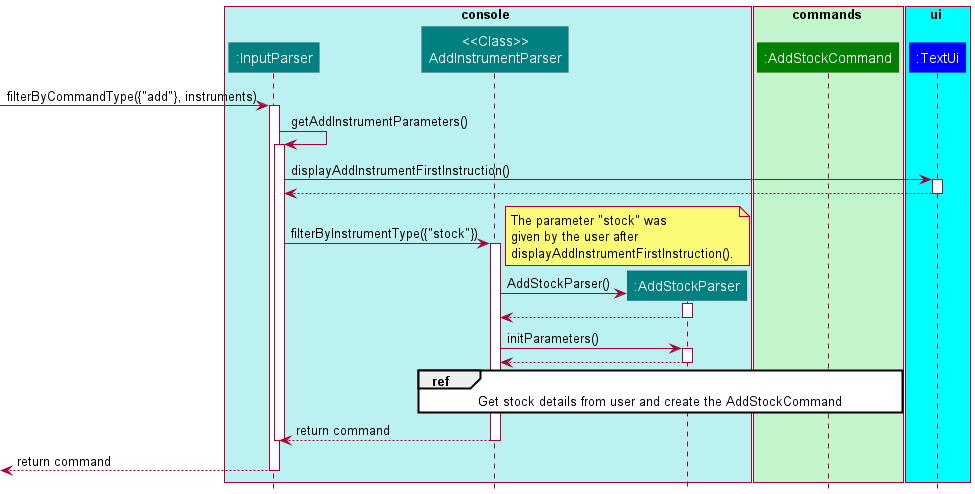 console
commands
ui
:InputParser
<<Class>>
AddInstrumentParser
:AddStockCommand
:TextUi
filterByCommandType({"add"}, instruments)
getAddInstrumentParameters()
displayAddInstrumentFirstInstruction()
The parameter "stock" was
given by the user after
displayAddInstrumentFirstInstruction().
filterByInstrumentType({"stock"})
AddStockParser()
:AddStockParser
initParameters()
ref
Get stock details from user and create the AddStockCommand
return command
return command